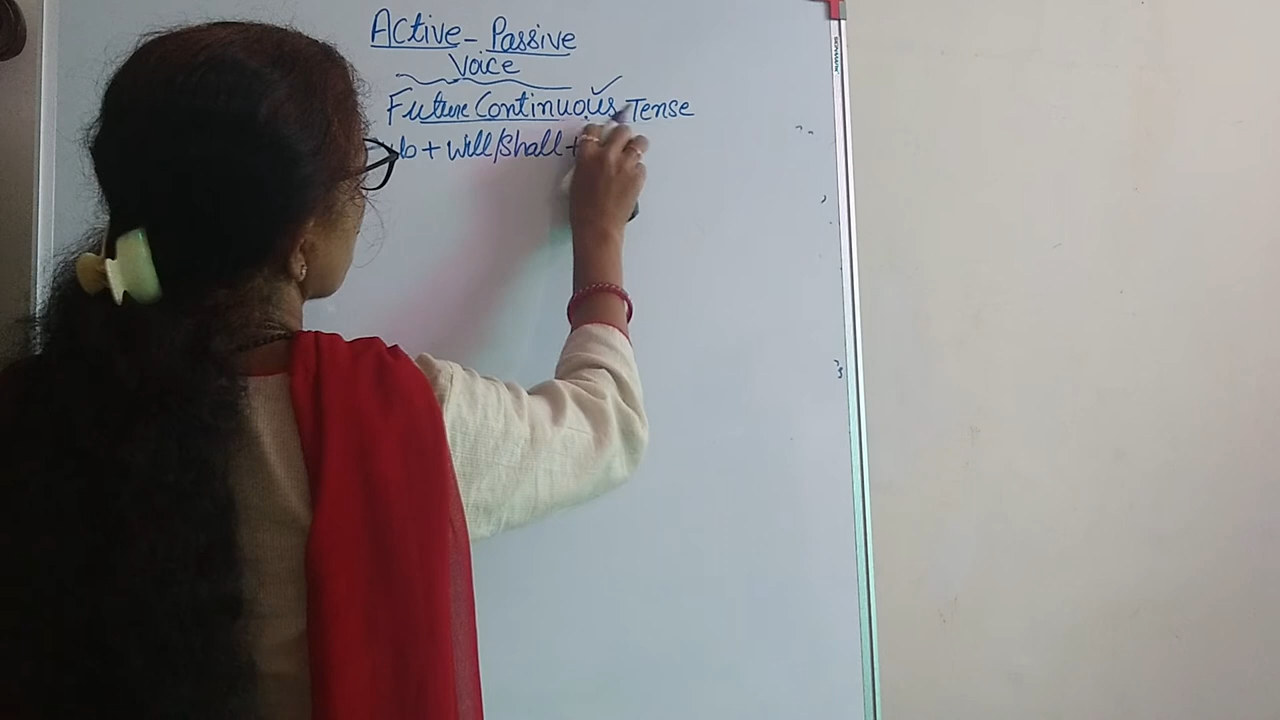 Active - Passive
Voice
Future Continuous Tense
+ Will/Shall +